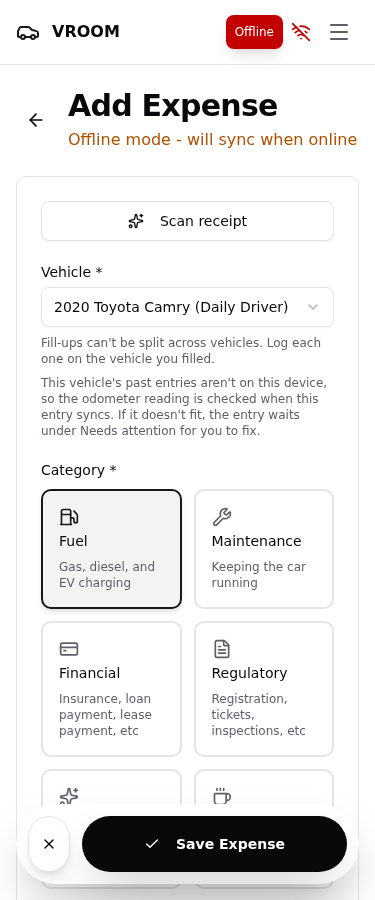 VROOM
Offline
Add Expense
Offline mode - will sync when online
Scan receipt
Vehicle *
2020 Toyota Camry (Daily Driver)
Fill-ups can't be split across vehicles. Log each
one on the vehicle you filled.
This vehicle's past entries aren't on this device,
so the odometer reading is checked when this
entry syncs. If it doesn't fit, the entry waits
under Needs attention for you to fix.
Category *
Fuel
Gas, diesel, and
EV charging
Maintenance
Keeping the car
running
Financial
Insurance, loan
payment, lease
payment, etc
Regulatory
Registration,
tickets,
inspections, etc
Save Expense